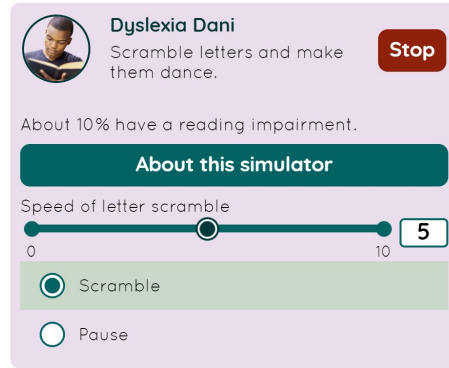 Dyslexia Dani
Scramble letters and make
them dance.
Stop
About 10% have a reading impairment.
About this simulator
Speed of letter scramble
5
0 10
Scramble
Pause